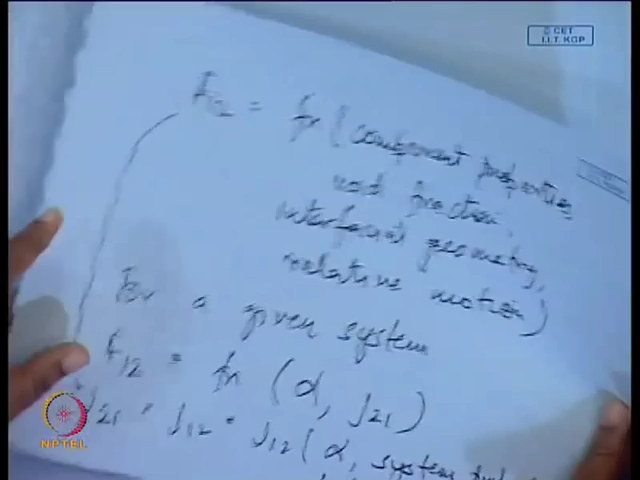 © CET
I.I.T. KGP
F₁₂ = fn (component properties,
void fraction,
interfacial geometry,
relative motion)
For a given system
F₁₂ = fn (α, j₂₁)
j₂₁ = j₁₂ = j₁₂ (α, system
NPTEL